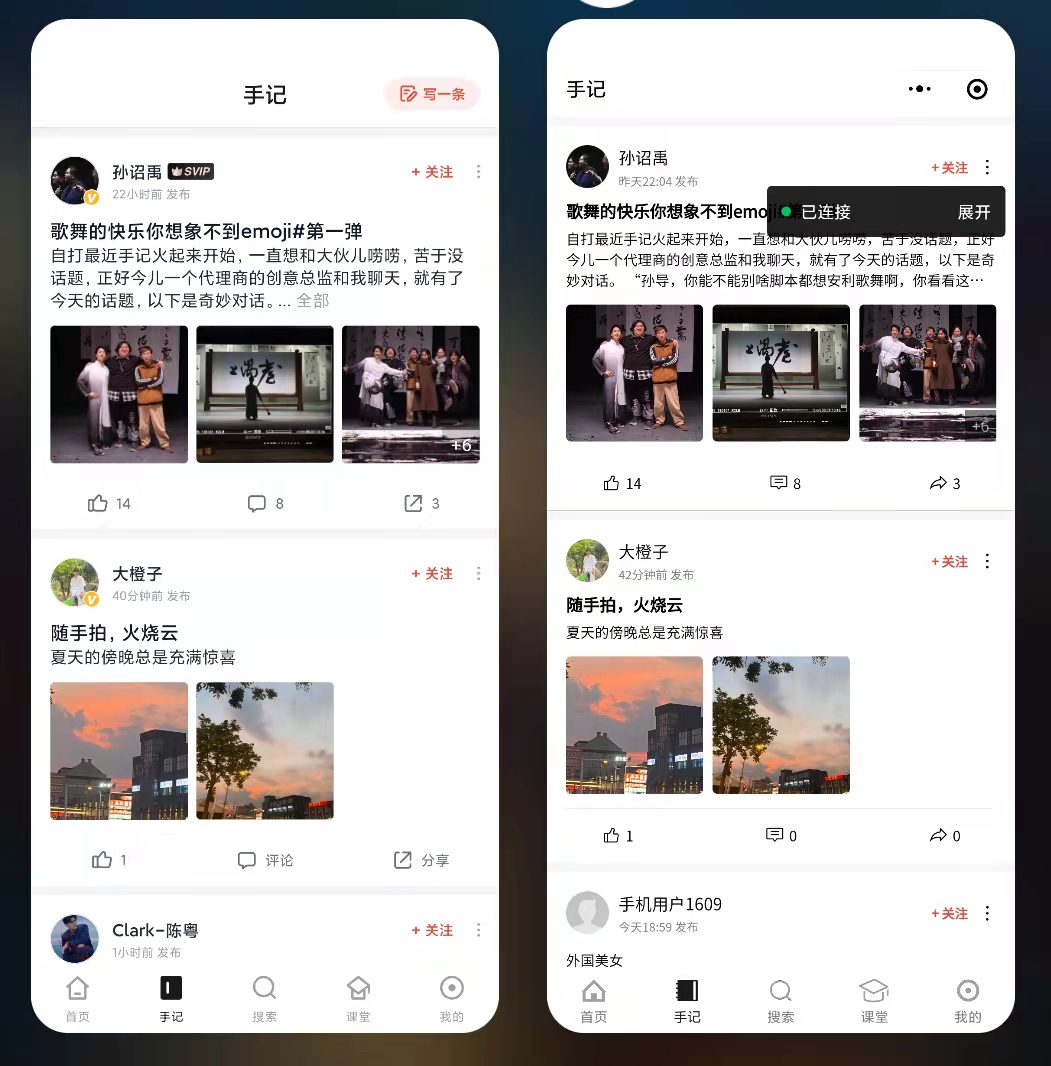 手记
写一条
孙诏禹 SVIP
+ 关注
22小时前 发布
歌舞的快乐你想象不到emoji#第一弹
自打最近手记火起来开始，一直想和大伙儿唠唠，苦于没
话题，正好今儿一个代理商的创意总监和我聊天，就有了
今天的话题，以下是奇妙对话。... 全部
+6
14
8
3
大橙子
+ 关注
40分钟前 发布
随手拍，火烧云
夏天的傍晚总是充满惊喜
1
评论
分享
Clark-陈粤
+ 关注
1小时前 发布
首页
手记
搜索
课堂
我的
手记
孙诏禹
+ 关注
昨天22:04 发布
已连接
展开
歌舞的快乐你想象不到emoji
自打最近手记火起来开始，一直想和大伙儿唠唠，苦于没话题，正好
今儿一个代理商的创意总监和我聊天，就有了今天的话题，以下是奇
妙对话。 “孙导，你能不能别啥脚本都想安利歌舞啊，你看看这…
+6
14
8
3
大橙子
+ 关注
42分钟前 发布
随手拍，火烧云
夏天的傍晚总是充满惊喜
1
0
0
手机用户1609
+ 关注
今天18:59 发布
外国美女
首页
手记
搜索
课堂
我的